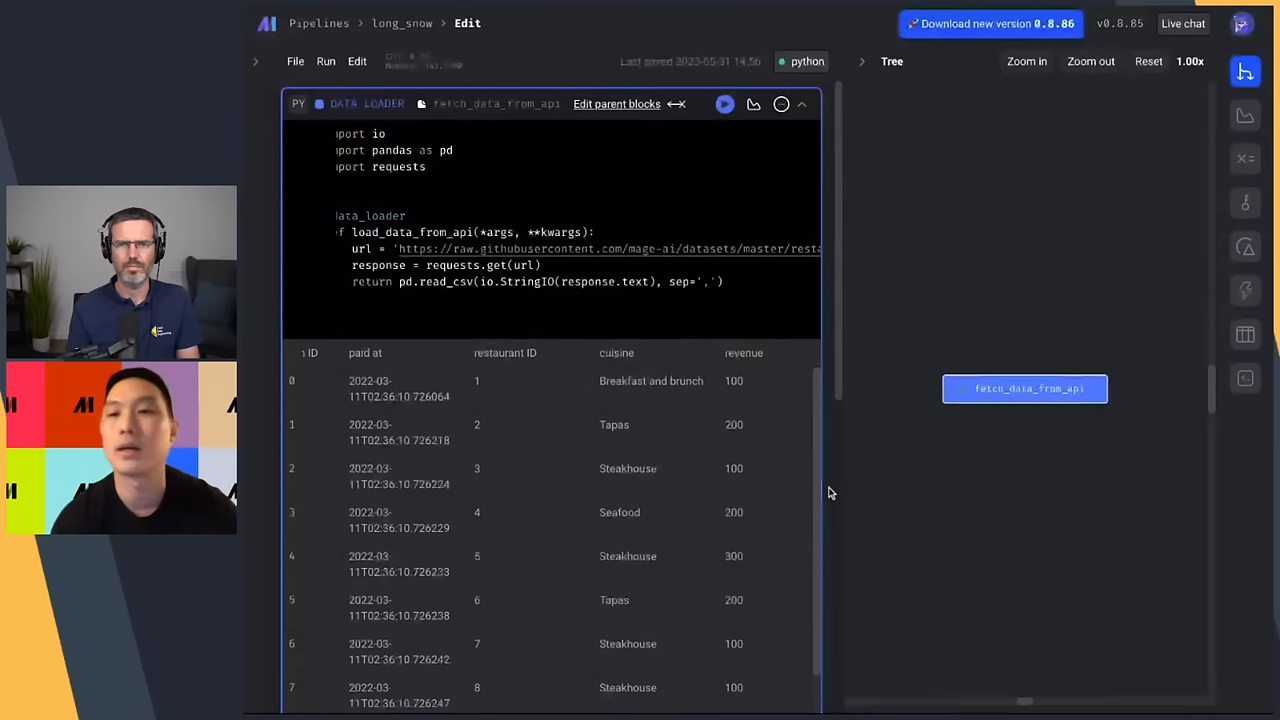 Pipelines > long_snow > Edit
Download new version 0.8.86
v0.8.85
Live chat
File Run Edit
Last saved 2023-05-31 14:56
python
Tree
Zoom in
Zoom out
Reset
1.00x
PY DATA LOADER fetch_data_from_api Edit parent blocks
port io
port pandas as pd
port requests
data_loader
f load_data_from_api(*args, **kwargs):
url = 'https://raw.githubusercontent.com/mage-ai/datasets/master/resta
response = requests.get(url)
return pd.read_csv(io.StringIO(response.text), sep=',')
n ID paid at restaurant ID cuisine revenue
0 2022-03-11T02:36:10.726064 1 Breakfast and brunch 100
1 2022-03-11T02:36:10.726218 2 Tapas 200
2 2022-03-11T02:36:10.726224 3 Steakhouse 100
3 2022-03-11T02:36:10.726229 4 Seafood 200
4 2022-03-11T02:36:10.726233 5 Steakhouse 300
5 2022-03-11T02:36:10.726238 6 Tapas 200
6 2022-03-11T02:36:10.726242 7 Steakhouse 100
7 2022-03-11T02:36:10.726247 8 Steakhouse 100
fetch_data_from_api